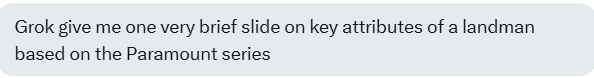 Grok give me one very brief slide on key attributes of a landman
based on the Paramount series